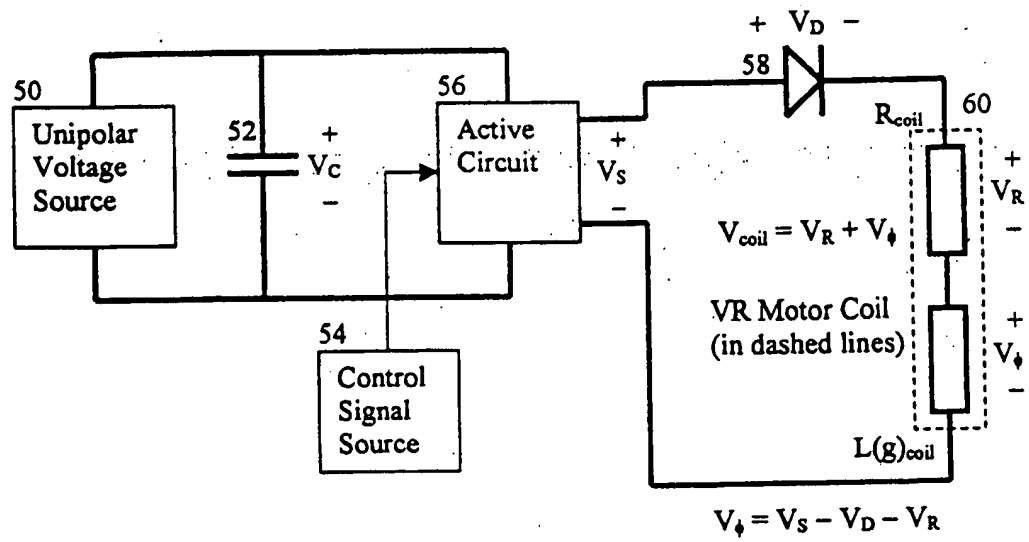 + V_D −
50
58
56
60
Unipolar
Voltage
Source
52
+
V_C
−
Active
Circuit
+
V_S
−
R_coil
+
V_R
−
V_coil = V_R + V_ϕ
VR Motor Coil
(in dashed lines)
+
V_ϕ
−
54
Control
Signal
Source
L(g)_coil
V_ϕ = V_S − V_D − V_R